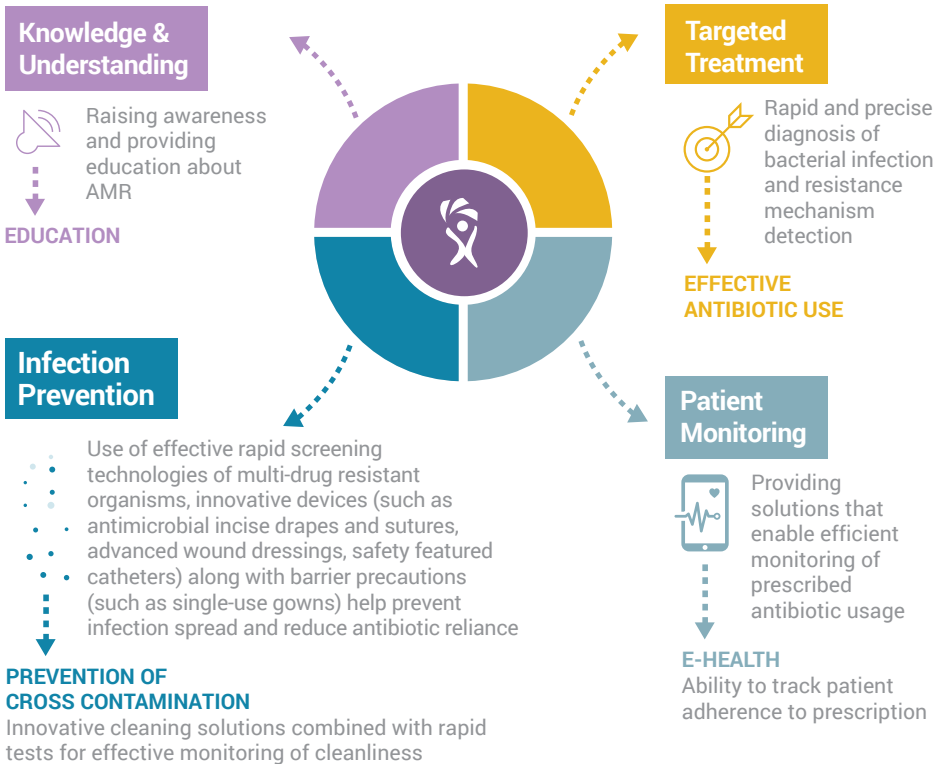 Knowledge &
Understanding
Raising awareness
and providing
education about
AMR
EDUCATION
Targeted
Treatment
Rapid and precise
diagnosis of
bacterial infection
and resistance
mechanism
detection
EFFECTIVE
ANTIBIOTIC USE
Infection
Prevention
Use of effective rapid screening
technologies of multi-drug resistant
organisms, innovative devices (such as
antimicrobial incise drapes and sutures,
advanced wound dressings, safety featured
catheters) along with barrier precautions
(such as single-use gowns) help prevent
infection spread and reduce antibiotic reliance
PREVENTION OF
CROSS CONTAMINATION
Innovative cleaning solutions combined with rapid
tests for effective monitoring of cleanliness
Patient
Monitoring
Providing
solutions that
enable efficient
monitoring of
prescribed
antibiotic usage
E-HEALTH
Ability to track patient
adherence to prescription